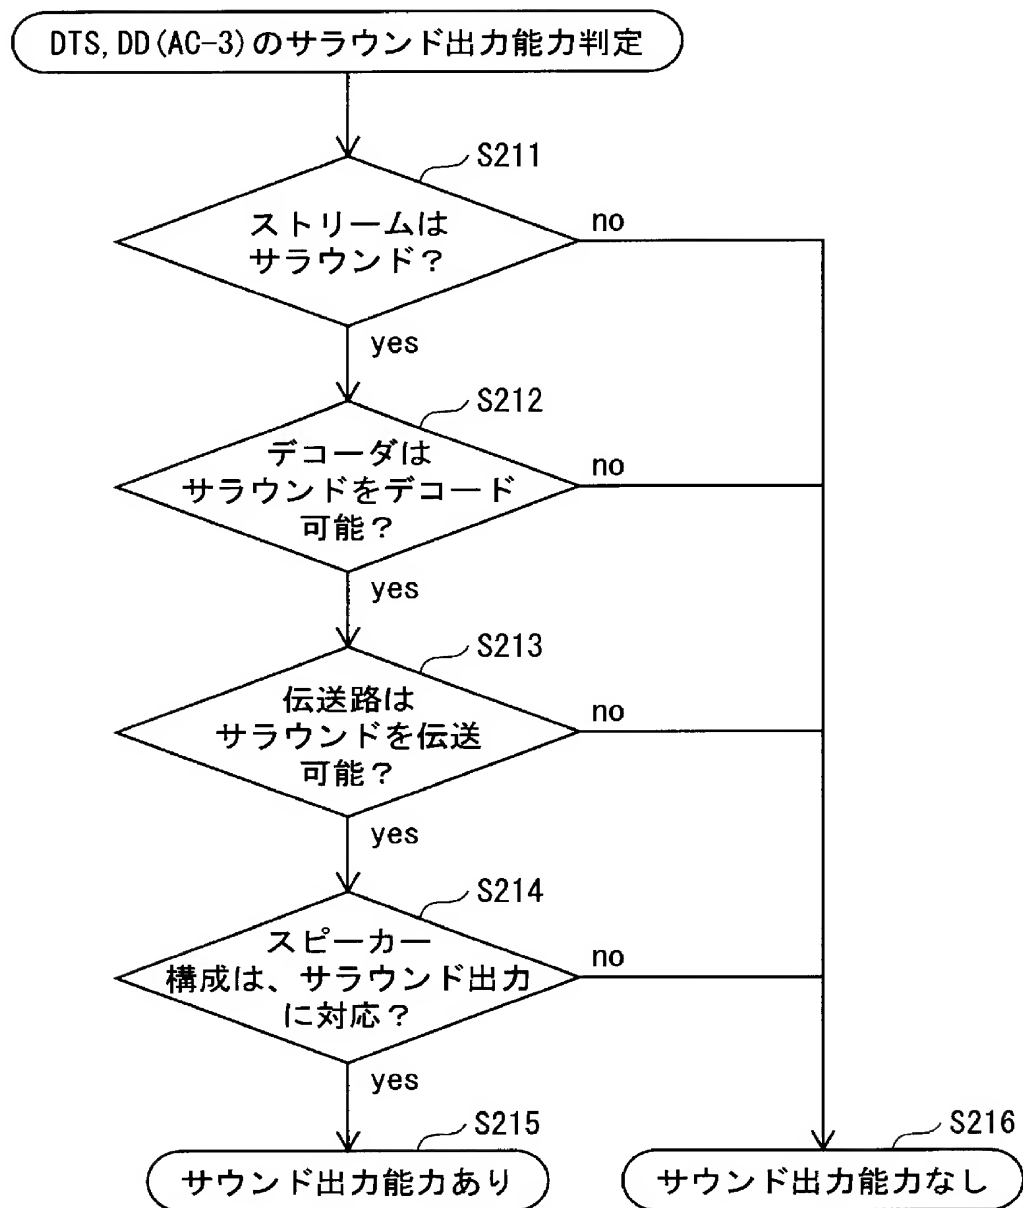 DTS,DD(AC-3)のサラウンド出力能力判定
S211
ストリームは
サラウンド?
no
yes
S212
デコーダは
サラウンドをデコード
可能?
no
yes
S213
伝送路は
サラウンドを伝送
可能?
no
yes
S214
スピーカー
構成は、サラウンド出力
に対応?
no
yes
S215
サウンド出力能力あり
S216
サウンド出力能力なし